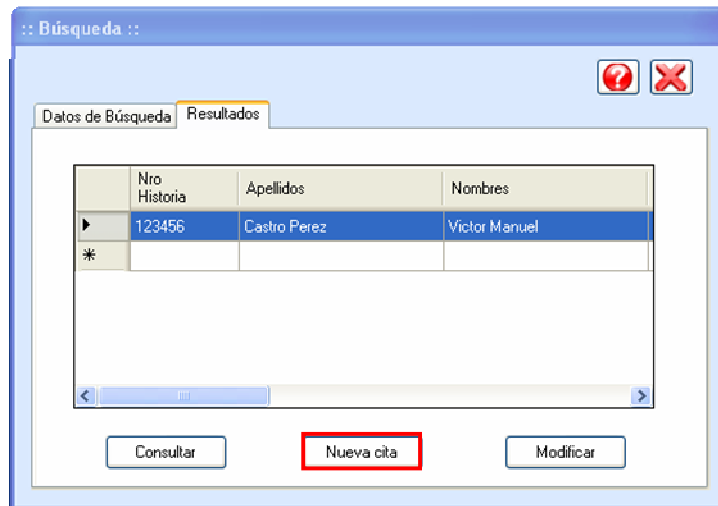 :: Búsqueda ::
Datos de Búsqueda Resultados
Nro
Historia Apellidos Nombres
123456 Castro Perez Victor Manuel
Consultar Nueva cita Modificar